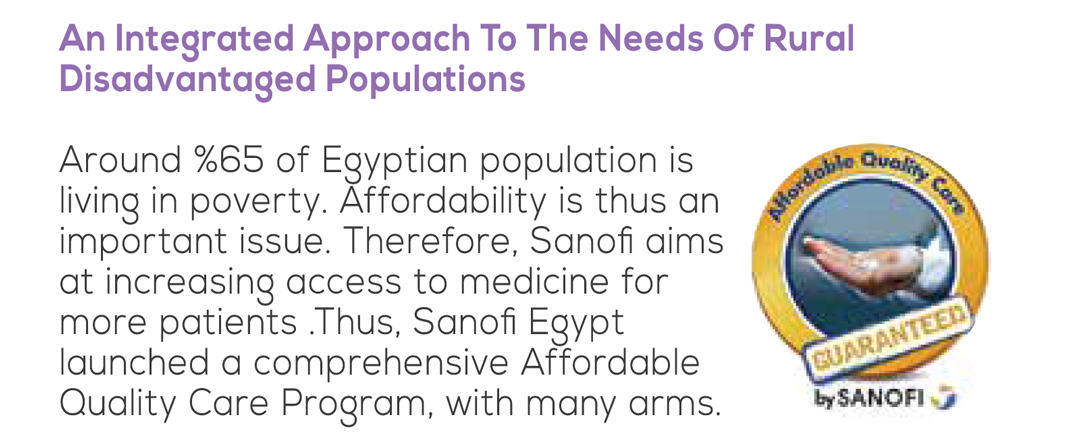 An Integrated Approach To The Needs Of Rural
Disadvantaged Populations
Around %65 of Egyptian population is
living in poverty. Affordability is thus an
important issue. Therefore, Sanofi aims
at increasing access to medicine for
more patients .Thus, Sanofi Egypt
launched a comprehensive Affordable
Quality Care Program, with many arms.
Affordable Quality Care
GUARANTEED
by SANOFI